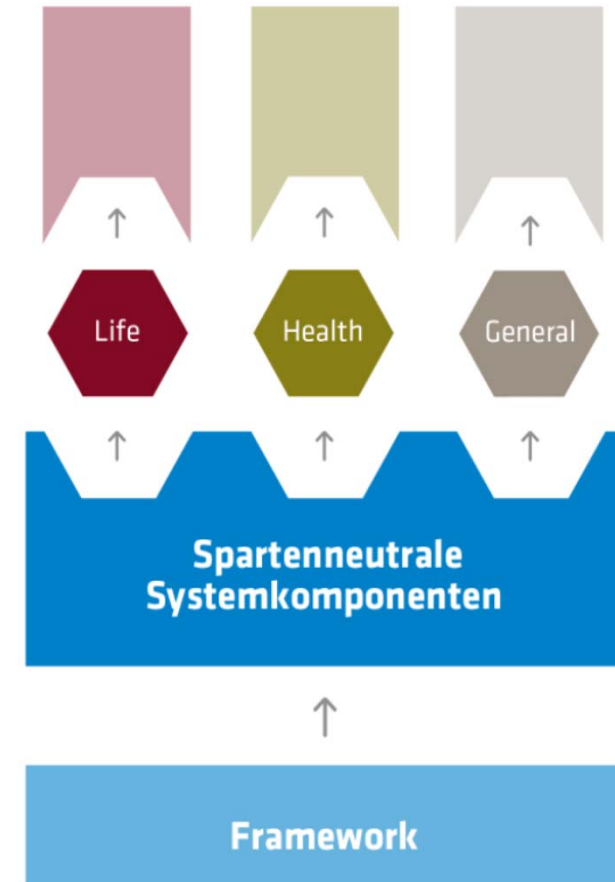 Life
Health
General
Spartenneutrale
Systemkomponenten
Framework